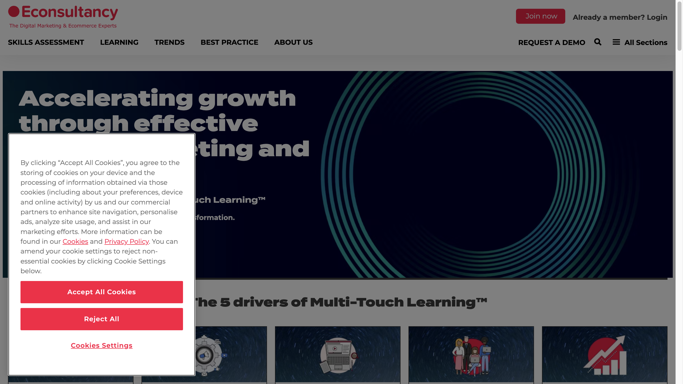 Econsultancy
The Digital Marketing & Ecommerce Experts
Join now
Already a member? Login
SKILLS ASSESSMENT
LEARNING
TRENDS
BEST PRACTICE
ABOUT US
REQUEST A DEMO
All Sections
Accelerating growth
through effective
eting and
ch Learning™
formation.
By clicking “Accept All Cookies”, you agree to the
storing of cookies on your device and the
processing of information obtained via those
cookies (including about your preferences, device
and online activity) by us and our commercial
partners to enhance site navigation, personalise
ads, analyze site usage, and assist in our
marketing efforts. More information can be
found in our Cookies and Privacy Policy. You can
amend your cookie settings to reject non-
essential cookies by clicking Cookie Settings
below.
Accept All Cookies
Reject All
Cookies Settings
The 5 drivers of Multi-Touch Learning™